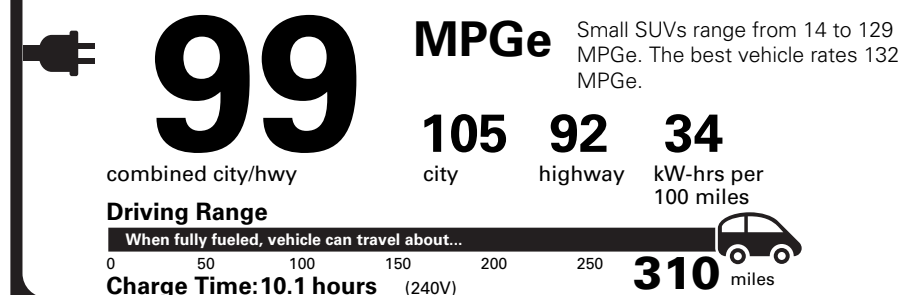 99
MPGe
Small SUVs range from 14 to 129
MPGe. The best vehicle rates 132
MPGe.
105 92 34
combined city/hwy city highway kW-hrs per
100 miles
Driving Range
When fully fueled, vehicle can travel about...
0 50 100 150 200 250 310 miles
Charge Time:10.1 hours (240V)